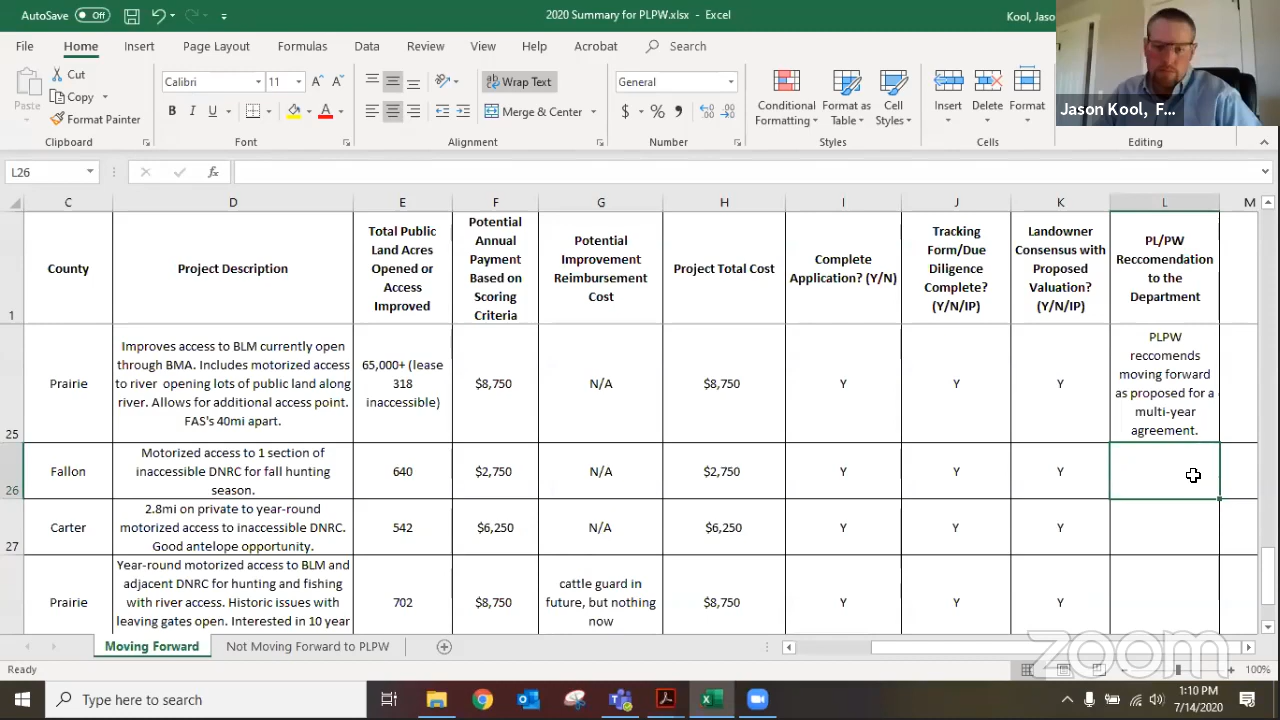 AutoSave Off
2020 Summary for PLPW.xlsx - Excel
Kool, Jaso
File Home Insert Page Layout Formulas Data Review View Help Acrobat Search
Paste
Cut
Copy
Format Painter
Clipboard
Calibri 11
B I U
Font
Wrap Text
Merge & Center
Alignment
General
$ % ,
Number
Conditional Formatting
Format as Table
Cell Styles
Styles
Insert Delete Format
Cells
Editing
Jason Kool, F...
L26
fx
C D E F G H I J K L M
1
County
Project Description
Total Public
Land Acres
Opened or
Access
Improved
Potential
Annual
Payment
Based on
Scoring
Criteria
Potential
Improvement
Reimbursement
Cost
Project Total Cost
Complete
Application? (Y/N)
Tracking
Form/Due
Diligence
Complete?
(Y/N/IP)
Landowner
Consensus with
Proposed
Valuation?
(Y/N/IP)
PL/PW
Reccomendation
to the
Department
25
Prairie
Improves access to BLM currently open
through BMA. Includes motorized access
to river opening lots of public land along
river. Allows for additional access point.
FAS's 40mi apart.
65,000+ (lease
318
inaccessible)
$8,750
N/A
$8,750
Y
Y
Y
PLPW
reccomends
moving forward
as proposed for a
multi-year
agreement.
26
Fallon
Motorized access to 1 section of
inaccessible DNRC for fall hunting
season.
640
$2,750
N/A
$2,750
Y
Y
Y
27
Carter
2.8mi on private to year-round
motorized access to inaccessible DNRC.
Good antelope opportunity.
542
$6,250
N/A
$6,250
Y
Y
Y
Prairie
Year-round motorized access to BLM and
adjacent DNRC for hunting and fishing
with river access. Historic issues with
leaving gates open. Interested in 10 year
702
$8,750
cattle guard in
future, but nothing
now
$8,750
Y
Y
Y
Moving Forward
Not Moving Forward to PLPW
Ready
100%
zoom
Type here to search
1:10 PM
7/14/2020